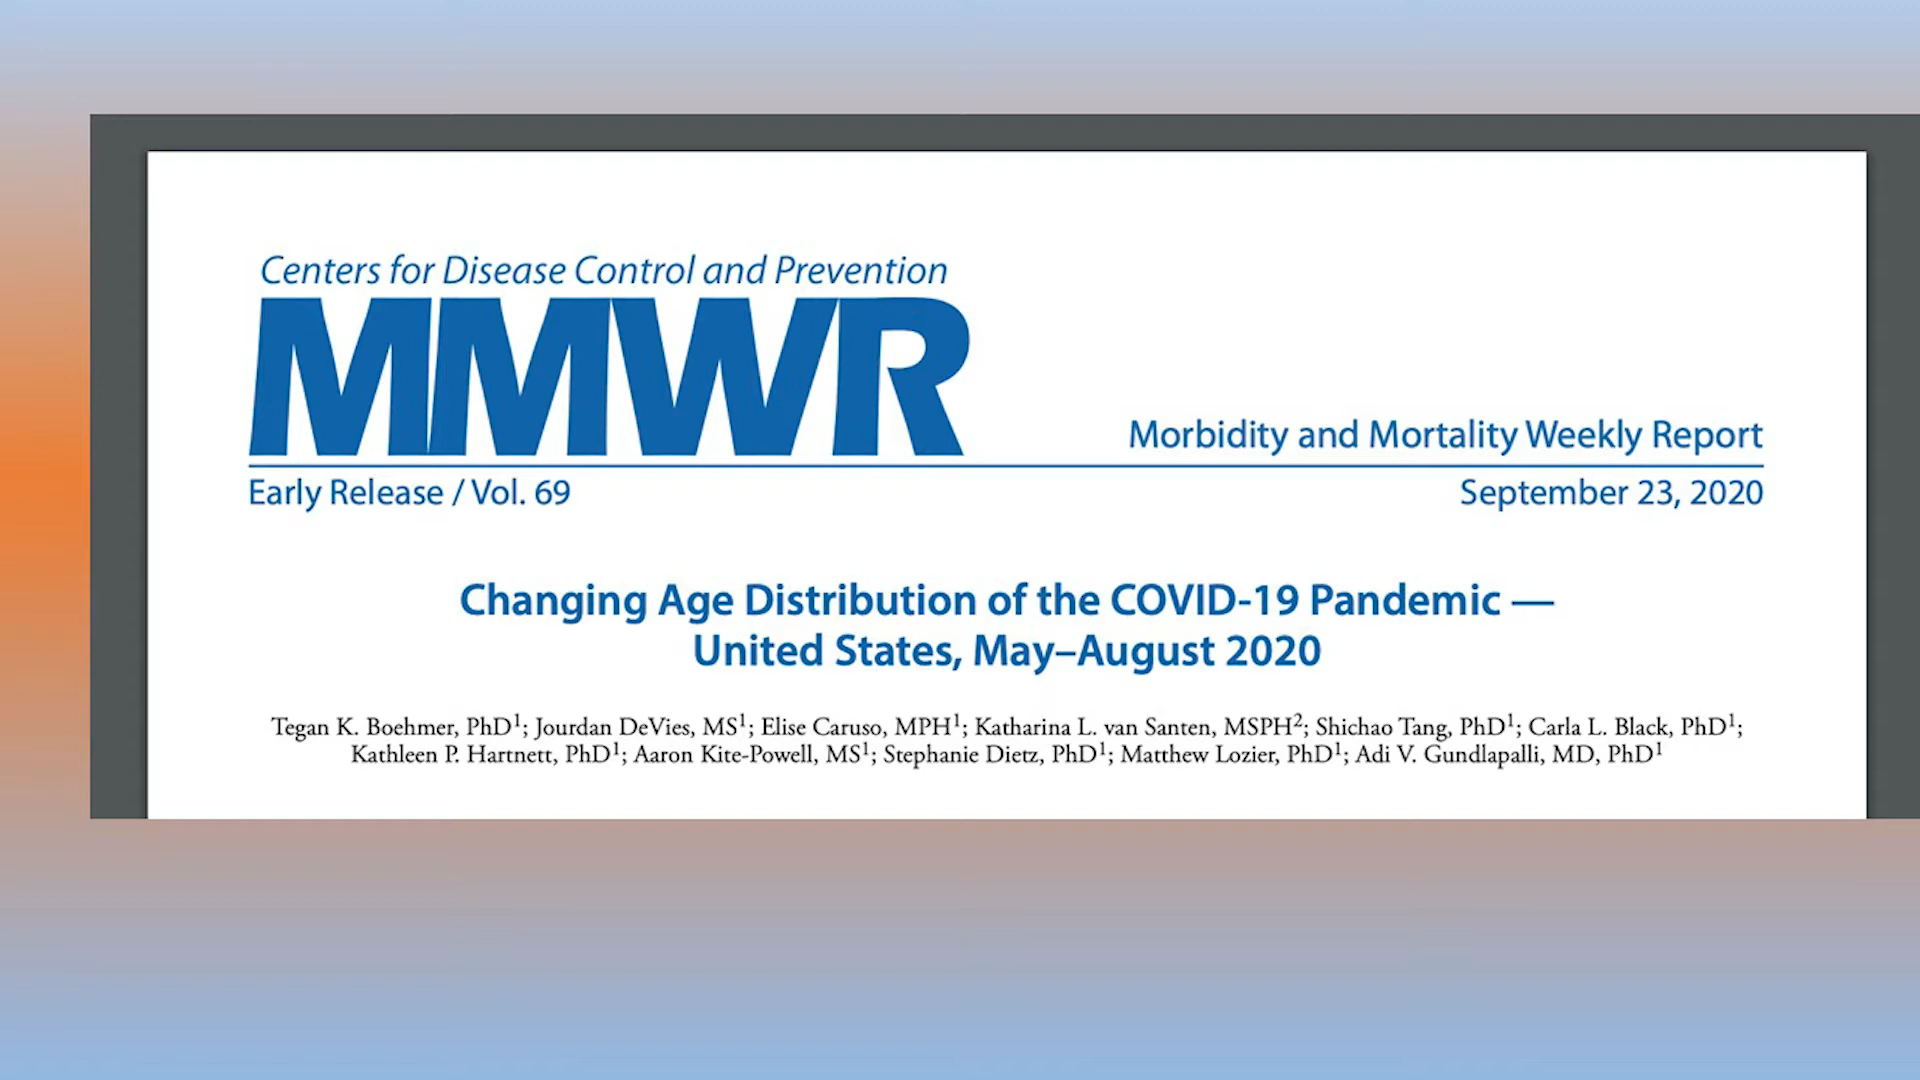 Centers for Disease Control and Prevention
MMWR
Morbidity and Mortality Weekly Report
Early Release / Vol. 69
September 23, 2020
Changing Age Distribution of the COVID-19 Pandemic —
United States, May–August 2020
Tegan K. Boehmer, PhD¹; Jourdan DeVies, MS¹; Elise Caruso, MPH¹; Katharina L. van Santen, MSPH²; Shichao Tang, PhD¹; Carla L. Black, PhD¹;
Kathleen P. Hartnett, PhD¹; Aaron Kite-Powell, MS¹; Stephanie Dietz, PhD¹; Matthew Lozier, PhD¹; Adi V. Gundlapalli, MD, PhD¹